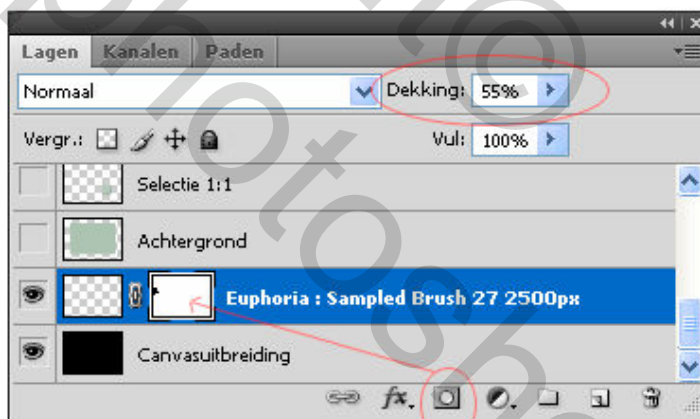 Lagen Kanalen Paden
Normaal Dekking: 55%
Vergr.: Vul: 100%
Selectie 1:1
Achtergrond
Euphoria : Sampled Brush 27 2500px
Canvasuitbreiding
fx.